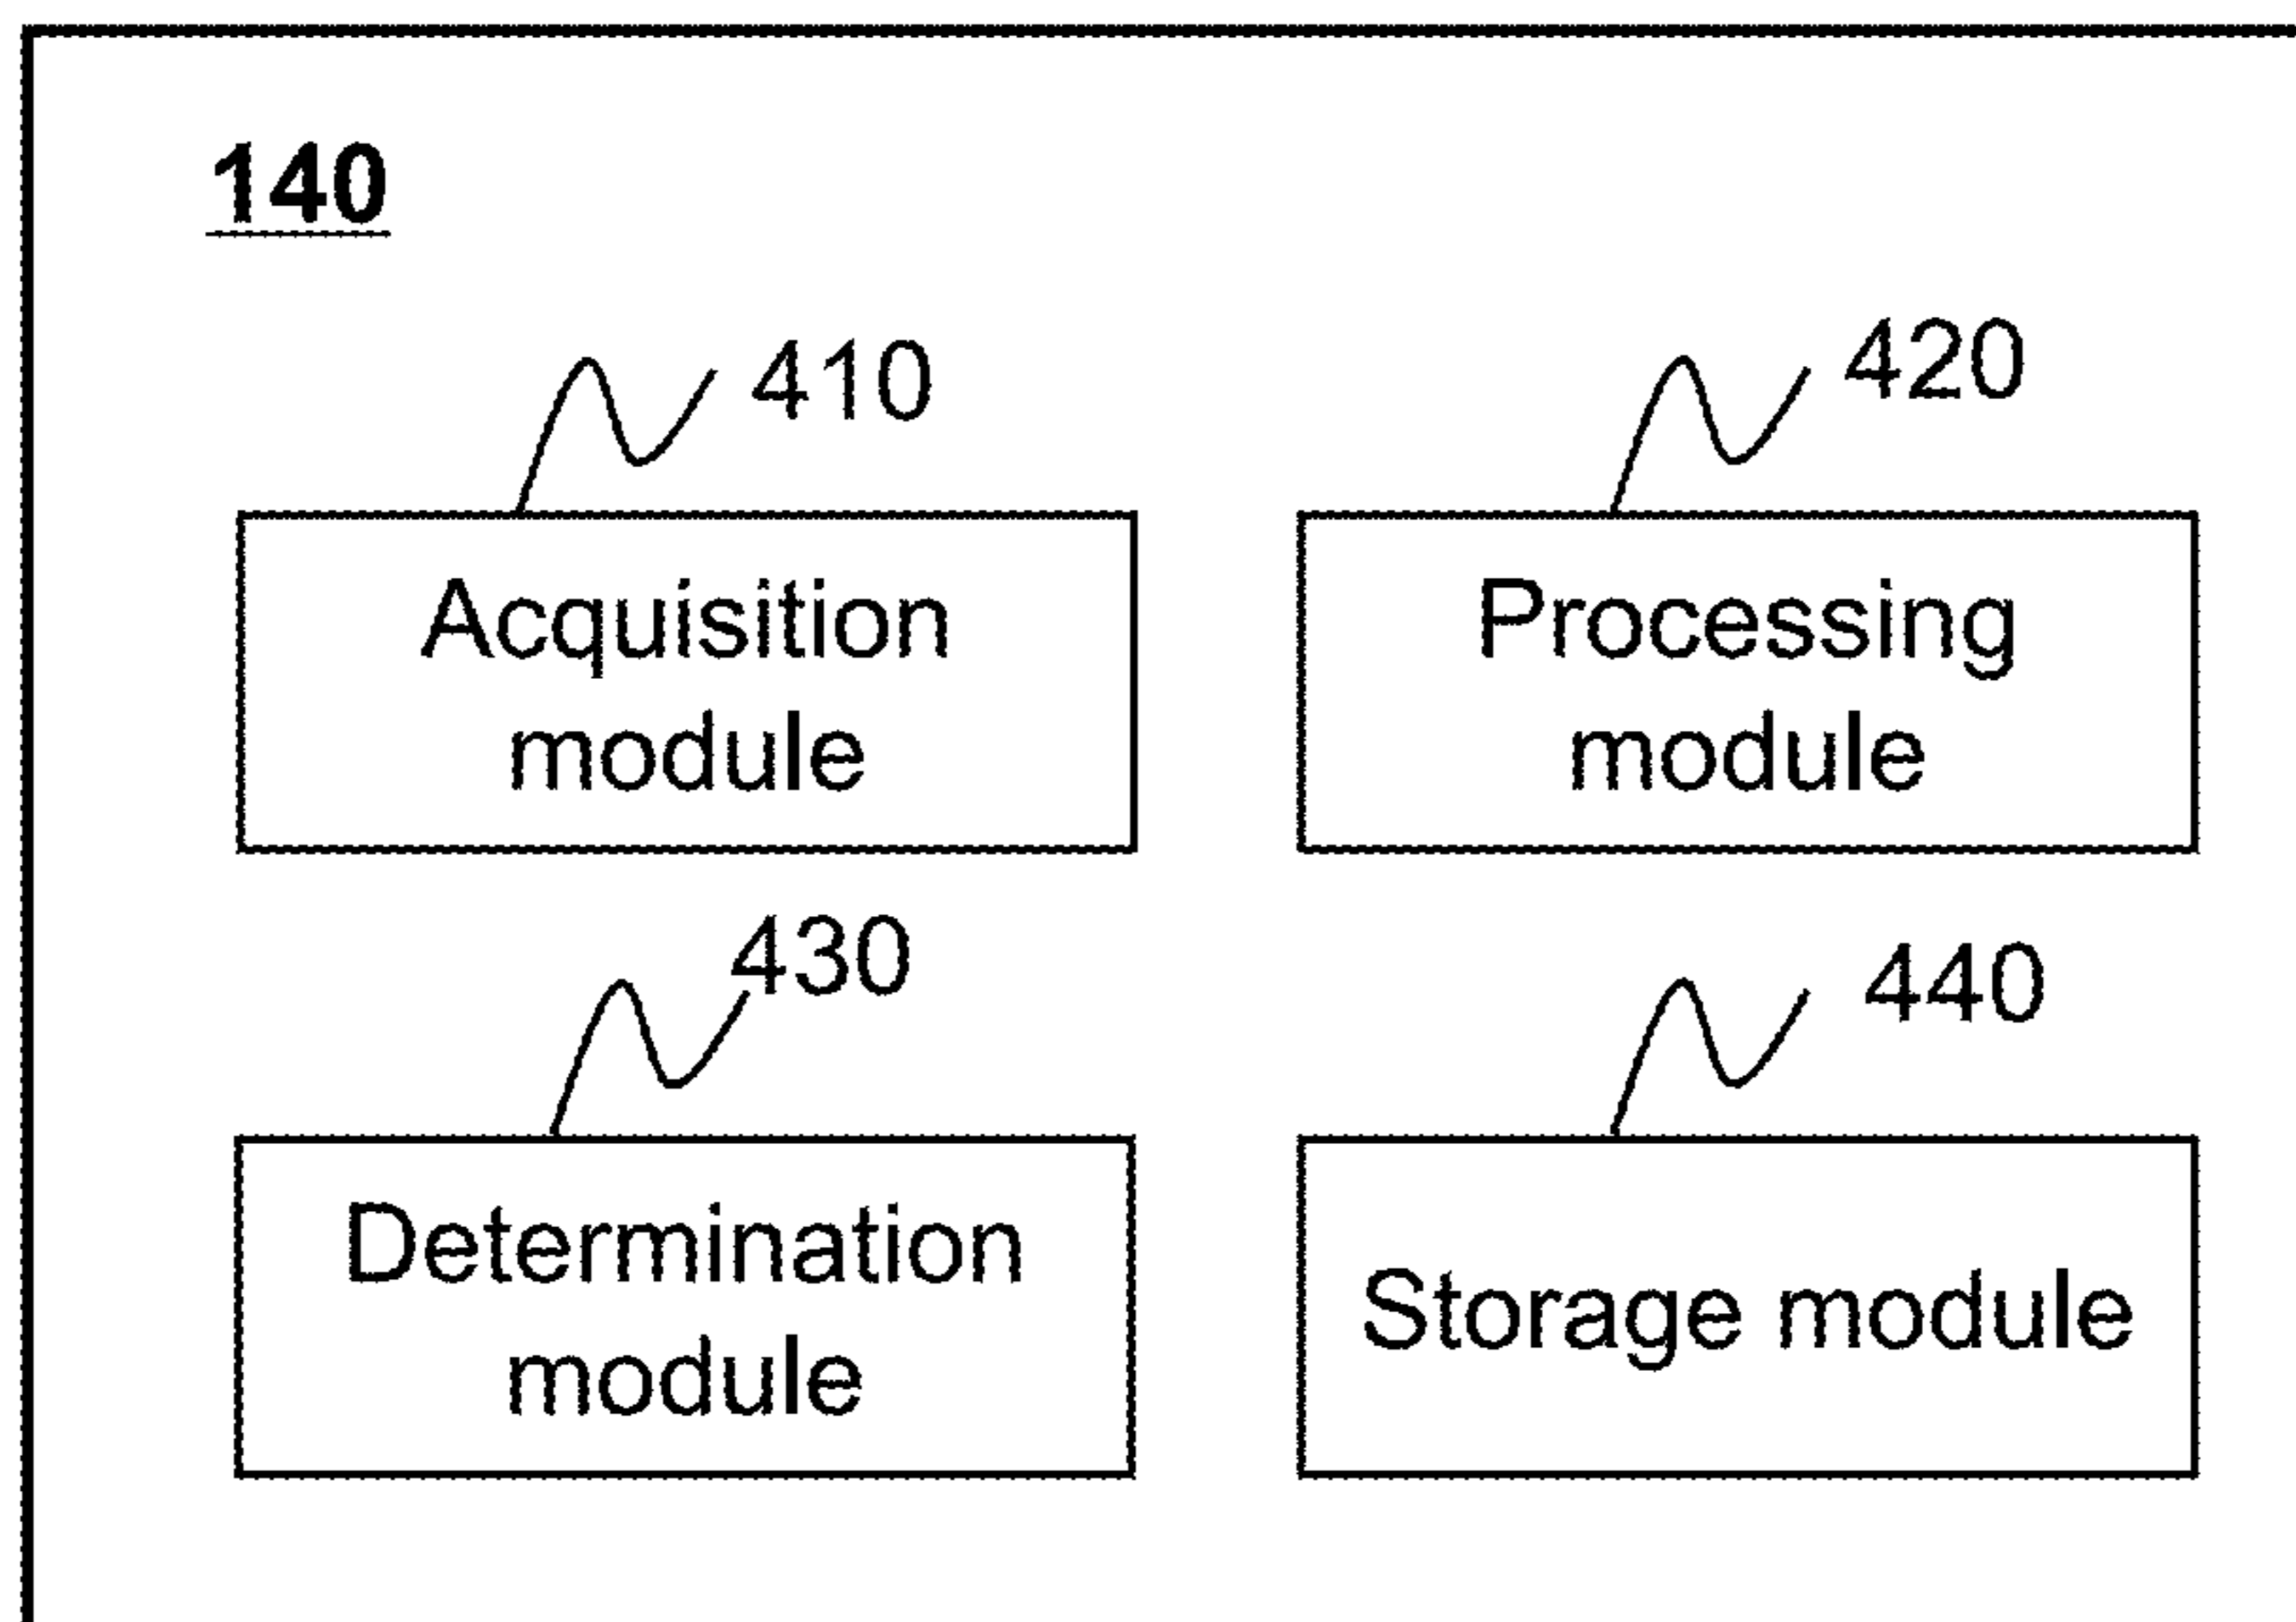 140
410
420
Acquisition
module
Processing
module
430
440
Determination
module
Storage module